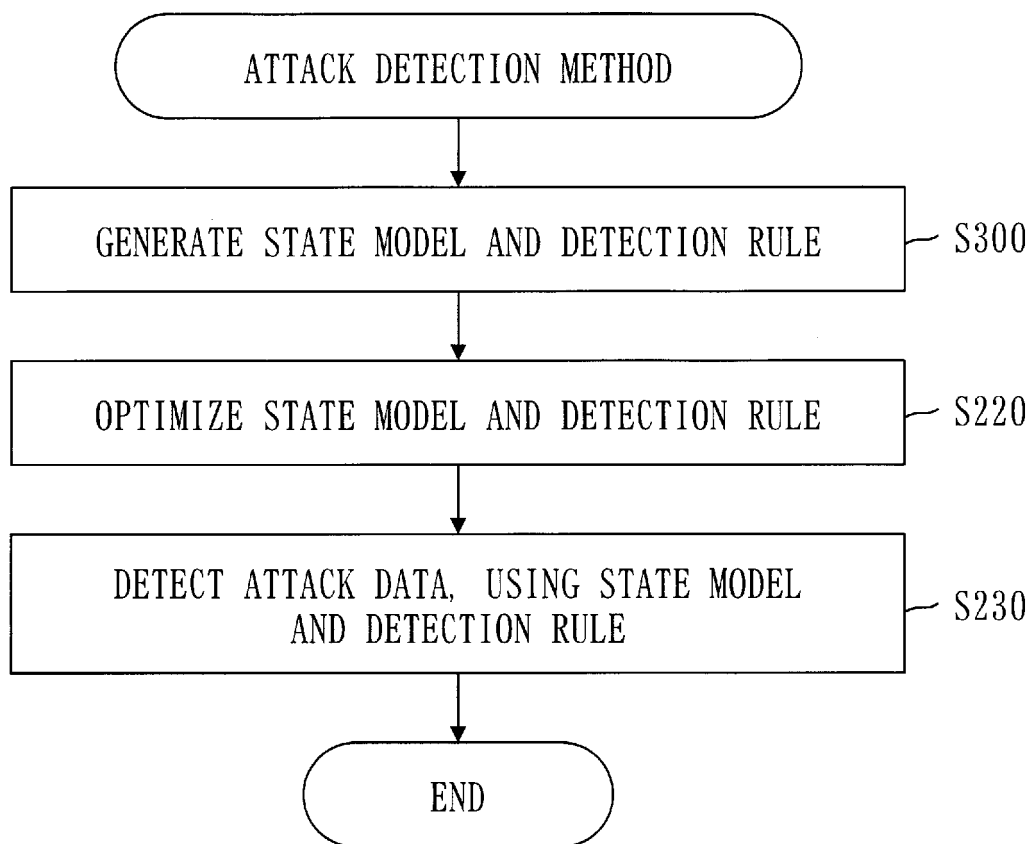 ATTACK DETECTION METHOD
GENERATE STATE MODEL AND DETECTION RULE
S300
OPTIMIZE STATE MODEL AND DETECTION RULE
S220
DETECT ATTACK DATA, USING STATE MODEL
AND DETECTION RULE
S230
END